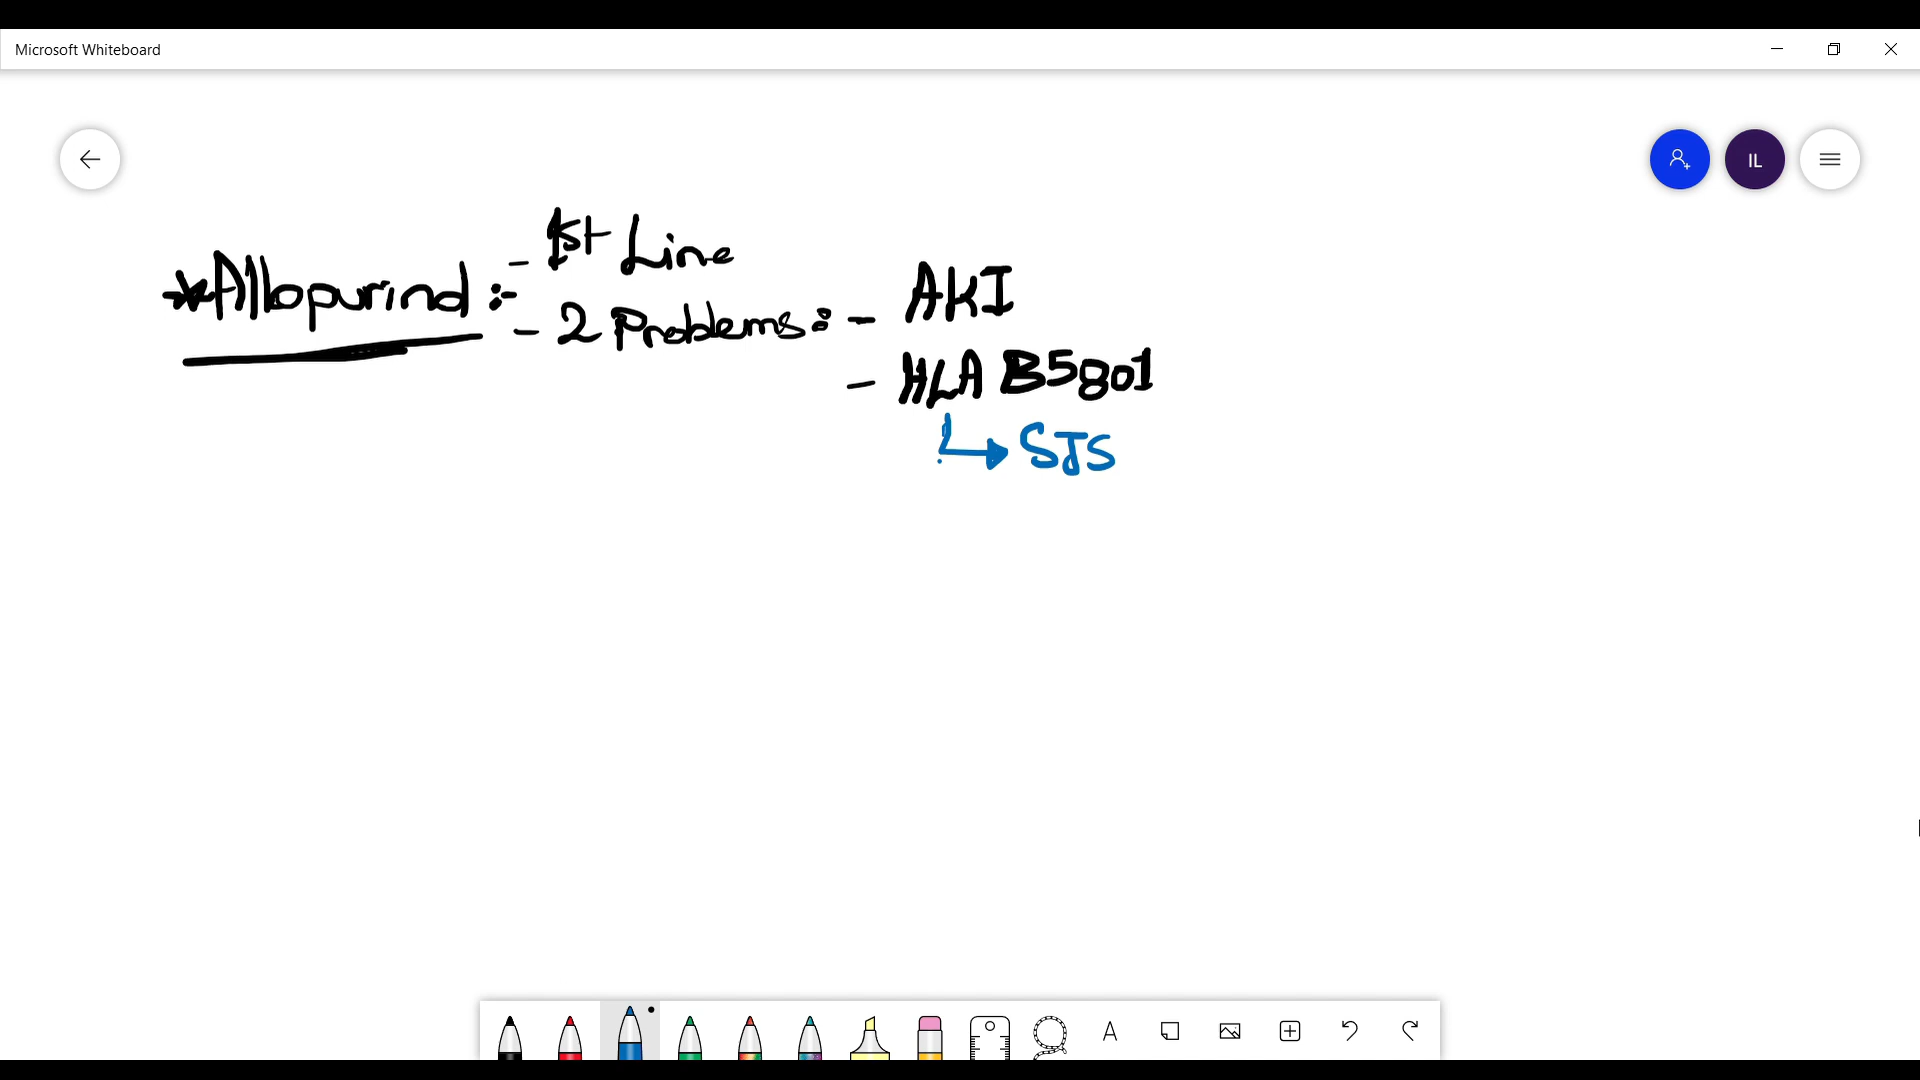 Microsoft Whiteboard
IL
*Allopurinol :- - 1st Line
- 2 Problems: - AKI
- HLA B5801
SJS
A